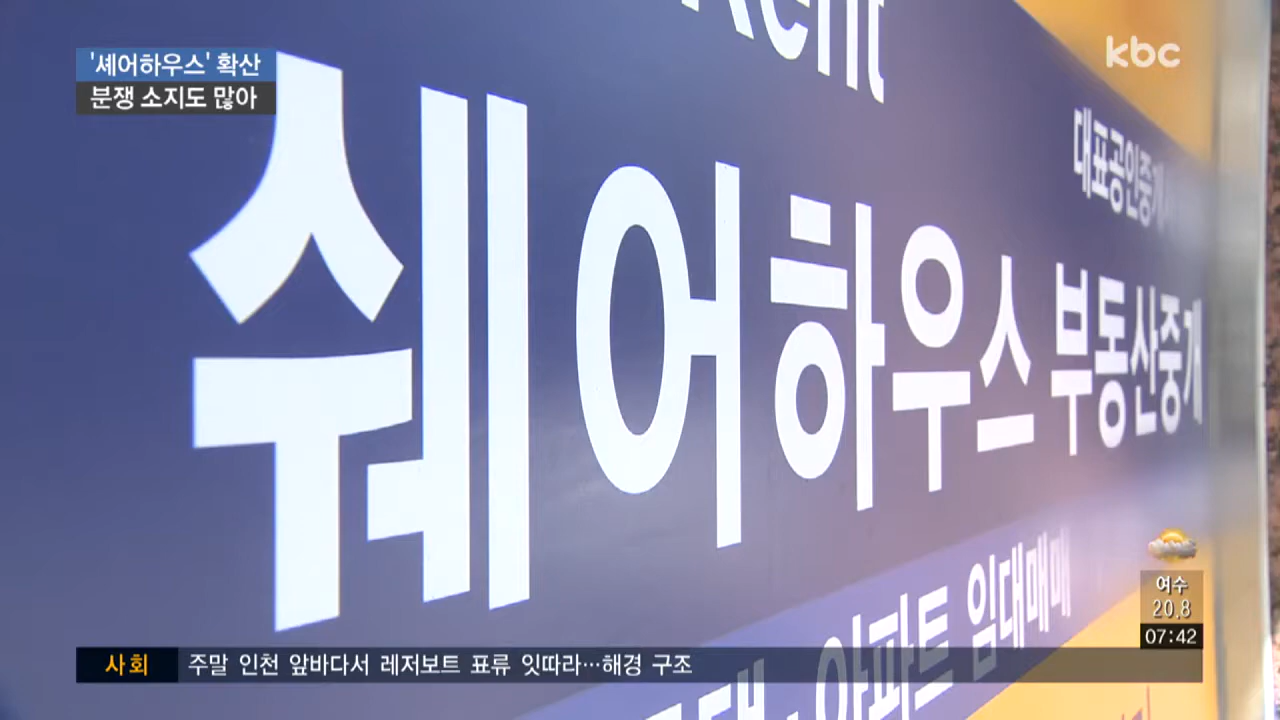 '셰어하우스' 확산
분쟁 소지도 많아
kbc
Rent
대표공인중개사
쉐어하우스 부동산중개
아파트 임대매매
여수
20.8
07:42
사회 주말 인천 앞바다서 레저보트 표류 잇따라…해경 구조